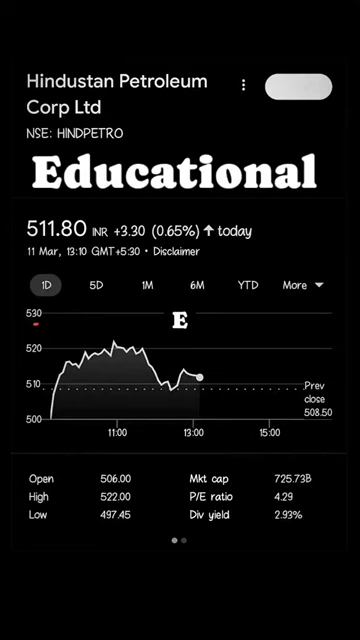 Hindustan Petroleum
Corp Ltd
NSE: HINDPETRO
Educational
511.80 INR +3.30 (0.65%) ↑ today
11 Mar, 13:10 GMT+5:30 • Disclaimer
1D 5D 1M 6M YTD More
530
E
520
510
Prev
close
508.50
500
11:00 13:00 15:00
Open 506.00 Mkt cap 725.73B
High 522.00 P/E ratio 4.29
Low 497.45 Div yield 2.93%